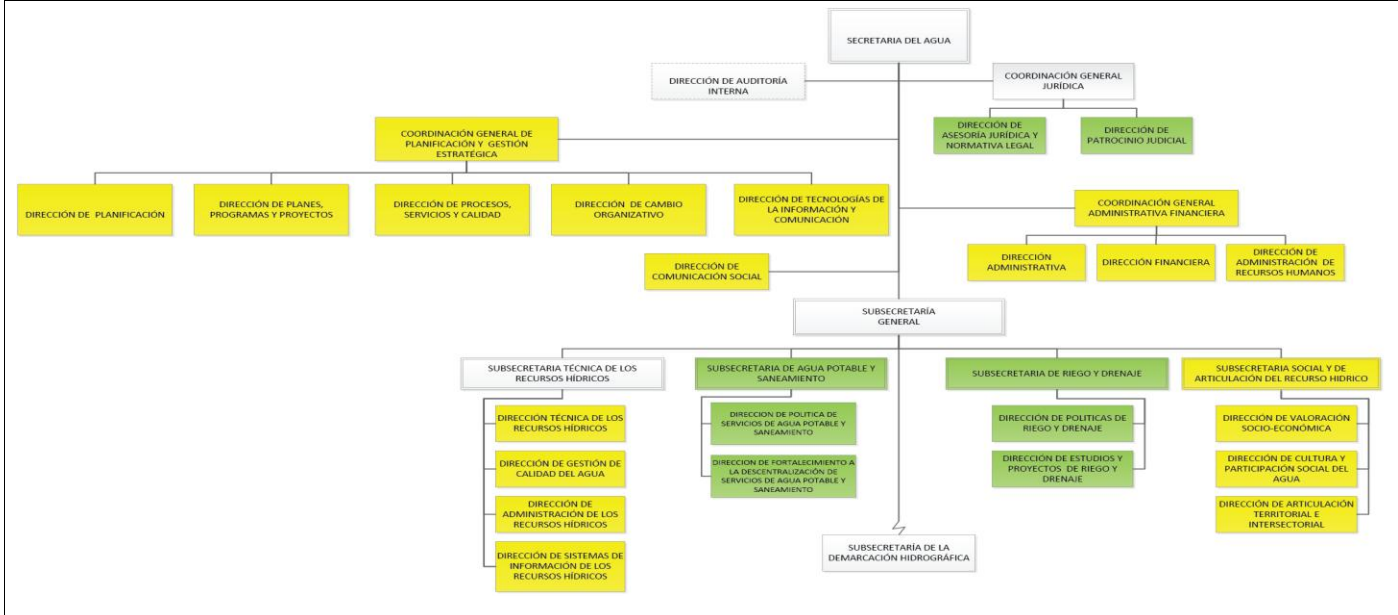 SECRETARIA DEL AGUA
DIRECCIÓN DE AUDITORÍA
INTERNA
COORDINACIÓN GENERAL
JURÍDICA
DIRECCIÓN DE
ASESORÍA JURÍDICA Y
NORMATIVA LEGAL
DIRECCIÓN DE
PATROCINIO JUDICIAL
COORDINACIÓN GENERAL DE
PLANIFICACIÓN Y GESTIÓN
ESTRATÉGICA
DIRECCIÓN DE PLANIFICACIÓN
DIRECCIÓN DE PLANES,
PROGRAMAS Y PROYECTOS
DIRECCIÓN DE PROCESOS,
SERVICIOS Y CALIDAD
DIRECCIÓN DE CAMBIO
ORGANIZATIVO
DIRECCIÓN DE TECNOLOGÍAS DE
LA INFORMACIÓN Y
COMUNICACIÓN
COORDINACIÓN GENERAL
ADMINISTRATIVA FINANCIERA
DIRECCIÓN
ADMINISTRATIVA
DIRECCIÓN FINANCIERA
DIRECCIÓN DE
ADMINISTRACIÓN DE
RECURSOS HUMANOS
DIRECCIÓN DE
COMUNICACIÓN SOCIAL
SUBSECRETARÍA
GENERAL
SUBSECRETARIA TÉCNICA DE LOS
RECURSOS HÍDRICOS
DIRECCIÓN TÉCNICA DE LOS
RECURSOS HÍDRICOS
DIRECCIÓN DE GESTIÓN DE
CALIDAD DEL AGUA
DIRECCIÓN DE
ADMINISTRACIÓN DE LOS
RECURSOS HÍDRICOS
DIRECCIÓN DE SISTEMAS DE
INFORMACIÓN DE LOS
RECURSOS HÍDRICOS
SUBSECRETARIA DE AGUA POTABLE Y
SANEAMIENTO
DIRECCION DE POLITICA DE
SERVICIOS DE AGUA POTABLE Y
SANEAMIENTO
DIRECCION DE FORTALECIMIENTO A
LA DESCENTRALIZACIÓN DE
SERVICIOS DE AGUA POTABLE Y
SANEAMIENTO
SUBSECRETARIA DE RIEGO Y DRENAJE
DIRECCIÓN DE POLITICAS DE
RIEGO Y DRENAJE
DIRECCIÓN DE ESTUDIOS Y
PROYECTOS DE RIEGO Y
DRENAJE
SUBSECRETARIA SOCIAL Y DE
ARTICULACIÓN DEL RECURSO HIDRICO
DIRECCIÓN DE VALORACIÓN
SOCIO-ECONÓMICA
DIRECCIÓN DE CULTURA Y
PARTICIPACIÓN SOCIAL DEL
AGUA
DIRECCIÓN DE ARTICULACIÓN
TERRITORIAL E
INTERSECTORIAL
SUBSECRETARÍA DE LA
DEMARCACIÓN HIDROGRÁFICA